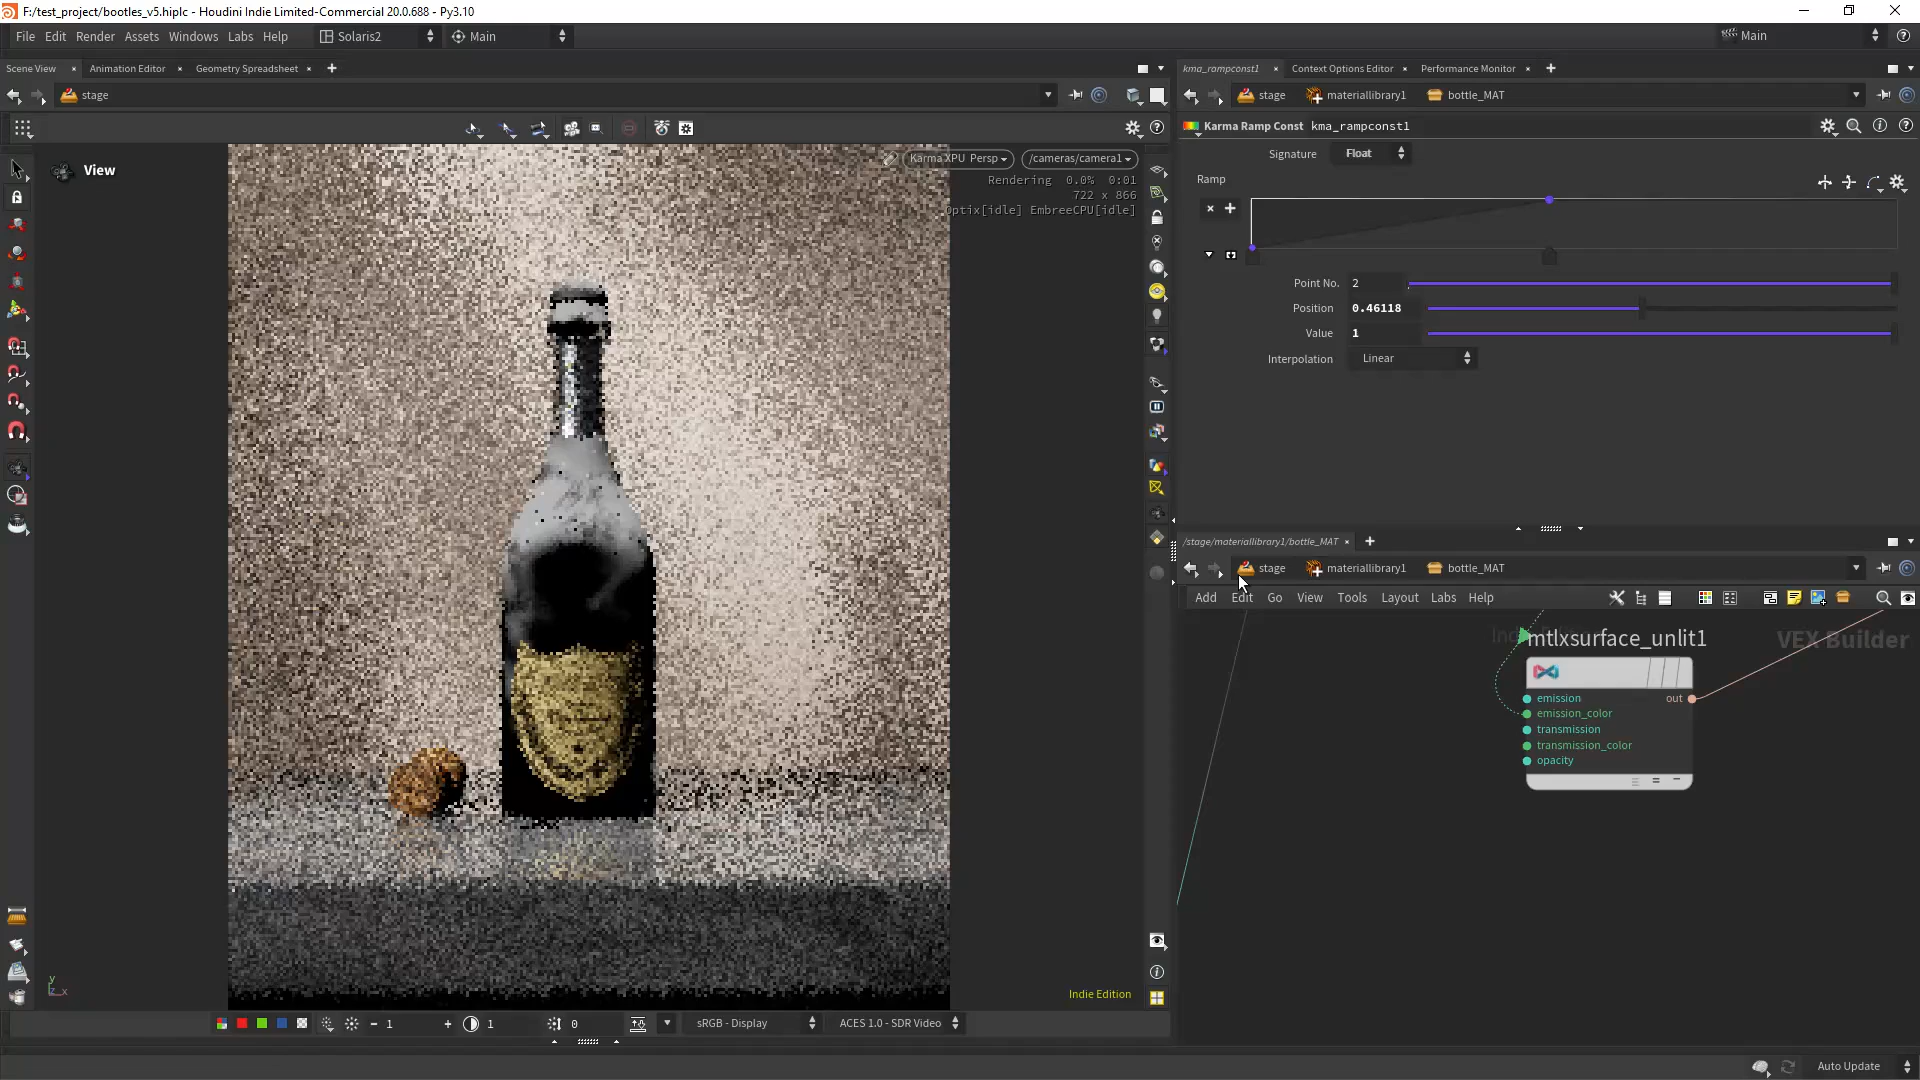 F:/test_project/bootles_v5.hiplc - Houdini Indie Limited-Commercial 20.0.688 - Py3.10
File Edit Render Assets Windows Labs Help Solaris2 Main Main
Scene View Animation Editor Geometry Spreadsheet
stage
View
Karma XPU Persp /cameras/camera1
Rendering 0.0% 0:01
722 x 866
Optix[idle] EmbreeCPU[idle]
y
z x
Indie Edition
1 1 0 sRGB - Display ACES 1.0 - SDR Video
kma_rampconst1 Context Options Editor Performance Monitor
stage materiallibrary1 bottle_MAT
Karma Ramp Const kma_rampconst1
Signature Float
Ramp
Point No. 2
Position 0.46118
Value 1
Interpolation Linear
/stage/materiallibrary1/bottle_MAT
stage materiallibrary1 bottle_MAT
Add Edit Go View Tools Layout Labs Help
mtlxsurface_unlit1 VEX Builder
emission out
emission_color
transmission
transmission_color
opacity
Auto Update